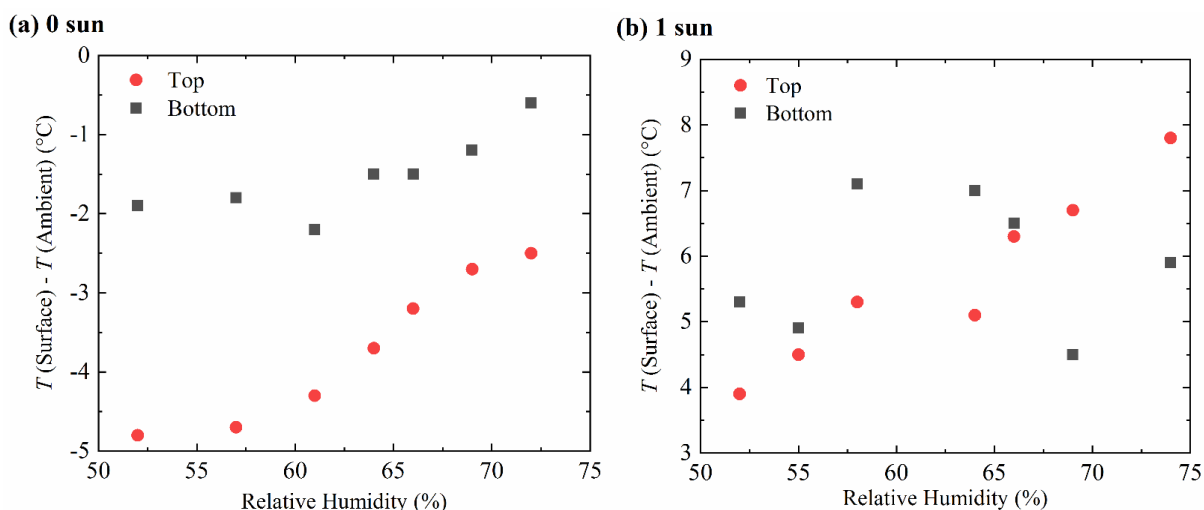 (a) 0 sun
0
-1
-2
-3
-4
-5
Top
Bottom
T (Surface) - T (Ambient) (°C)
50 55 60 65 70 75
Relative Humidity (%)
(b) 1 sun
9
8
7
6
5
4
3
Top
Bottom
T (Surface) - T (Ambient) (°C)
50 55 60 65 70 75
Relative Humidity (%)